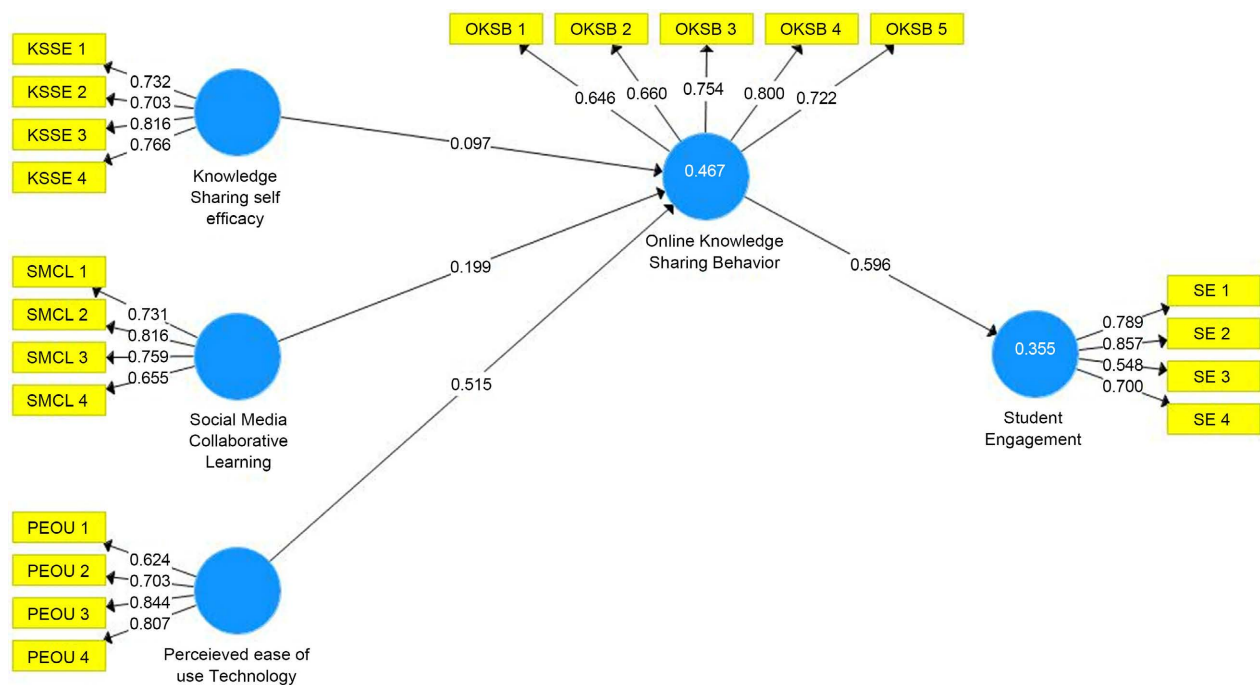 OKSB 1
OKSB 2
OKSB 3
OKSB 4
OKSB 5
0.646
0.660
0.754
0.800
0.722
KSSE 1
KSSE 2
KSSE 3
KSSE 4
0.732
0.703
0.816
0.766
Knowledge
Sharing self
efficacy
0.097
0.467
Online Knowledge
Sharing Behavior
SMCL 1
SMCL 2
SMCL 3
SMCL 4
0.731
0.816
0.759
0.655
Social Media
Collaborative
Learning
0.199
0.596
0.515
0.355
Student
Engagement
0.789
0.857
0.548
0.700
SE 1
SE 2
SE 3
SE 4
PEOU 1
PEOU 2
PEOU 3
PEOU 4
0.624
0.703
0.844
0.807
Perceieved ease of
use Technology